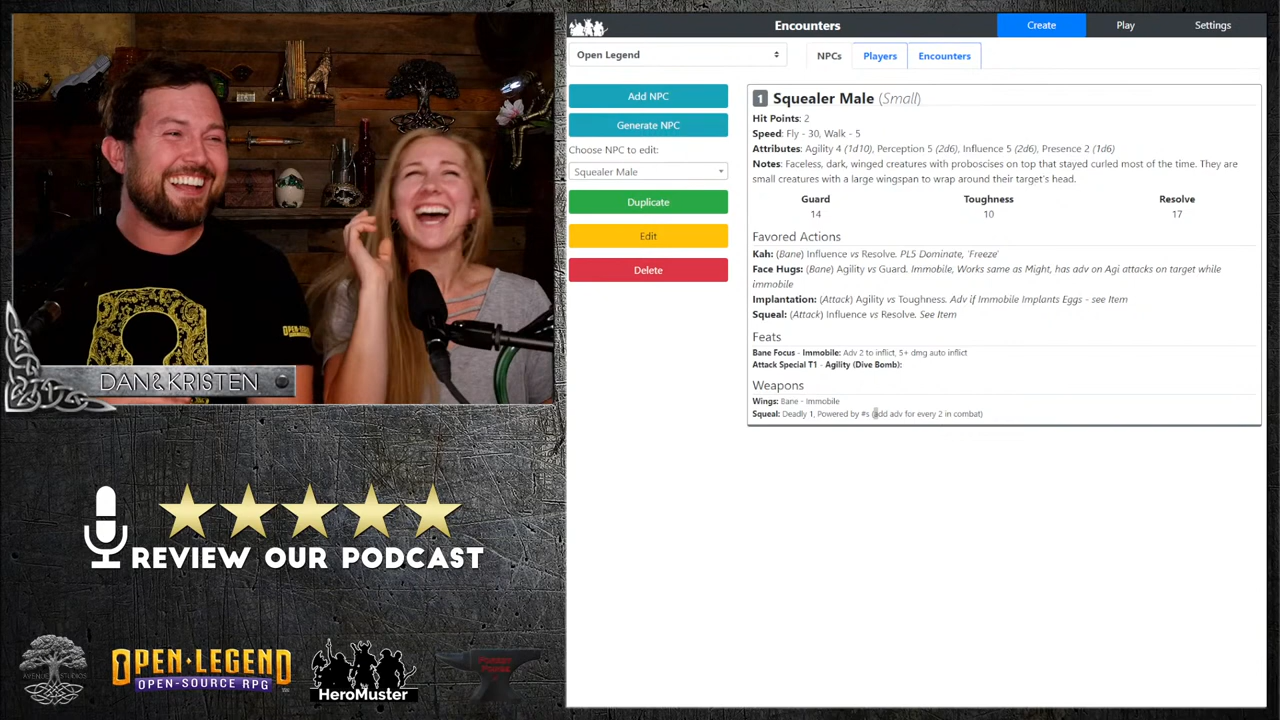 Encounters
Create
Play
Settings
Open Legend
NPCs
Players
Encounters
Add NPC
Generate NPC
Choose NPC to edit:
Squealer Male
Duplicate
Edit
Delete
1 Squealer Male (Small)
Hit Points: 2
Speed: Fly - 30, Walk - 5
Attributes: Agility 4 (1d10), Perception 5 (2d6), Influence 5 (2d6), Presence 2 (1d6)
Notes: Faceless, dark, winged creatures with proboscises on top that stayed curled most of the time. They are
small creatures with a large wingspan to wrap around their target's head.
Guard Toughness Resolve
14 10 17
Favored Actions
Kah: (Bane) Influence vs Resolve. PL5 Dominate, 'Freeze'
Face Hugs: (Bane) Agility vs Guard. Immobile, Works same as Might, has adv on Agi attacks on target while
immobile
Implantation: (Attack) Agility vs Toughness. Adv if Immobile Implants Eggs - see Item
Squeal: (Attack) Influence vs Resolve. See Item
Feats
Bane Focus - Immobile: Adv 2 to inflict, 5+ dmg auto inflict
Attack Special T1 - Agility (Dive Bomb):
Weapons
Wings: Bane - Immobile
Squeal: Deadly 1, Powered by #s (add adv for every 2 in combat)
OPEN-LEGEND
DAN & KRISTEN
REVIEW OUR PODCAST
AVENUE STUDIOS
OPEN LEGEND
OPEN-SOURCE RPG
HeroMuster